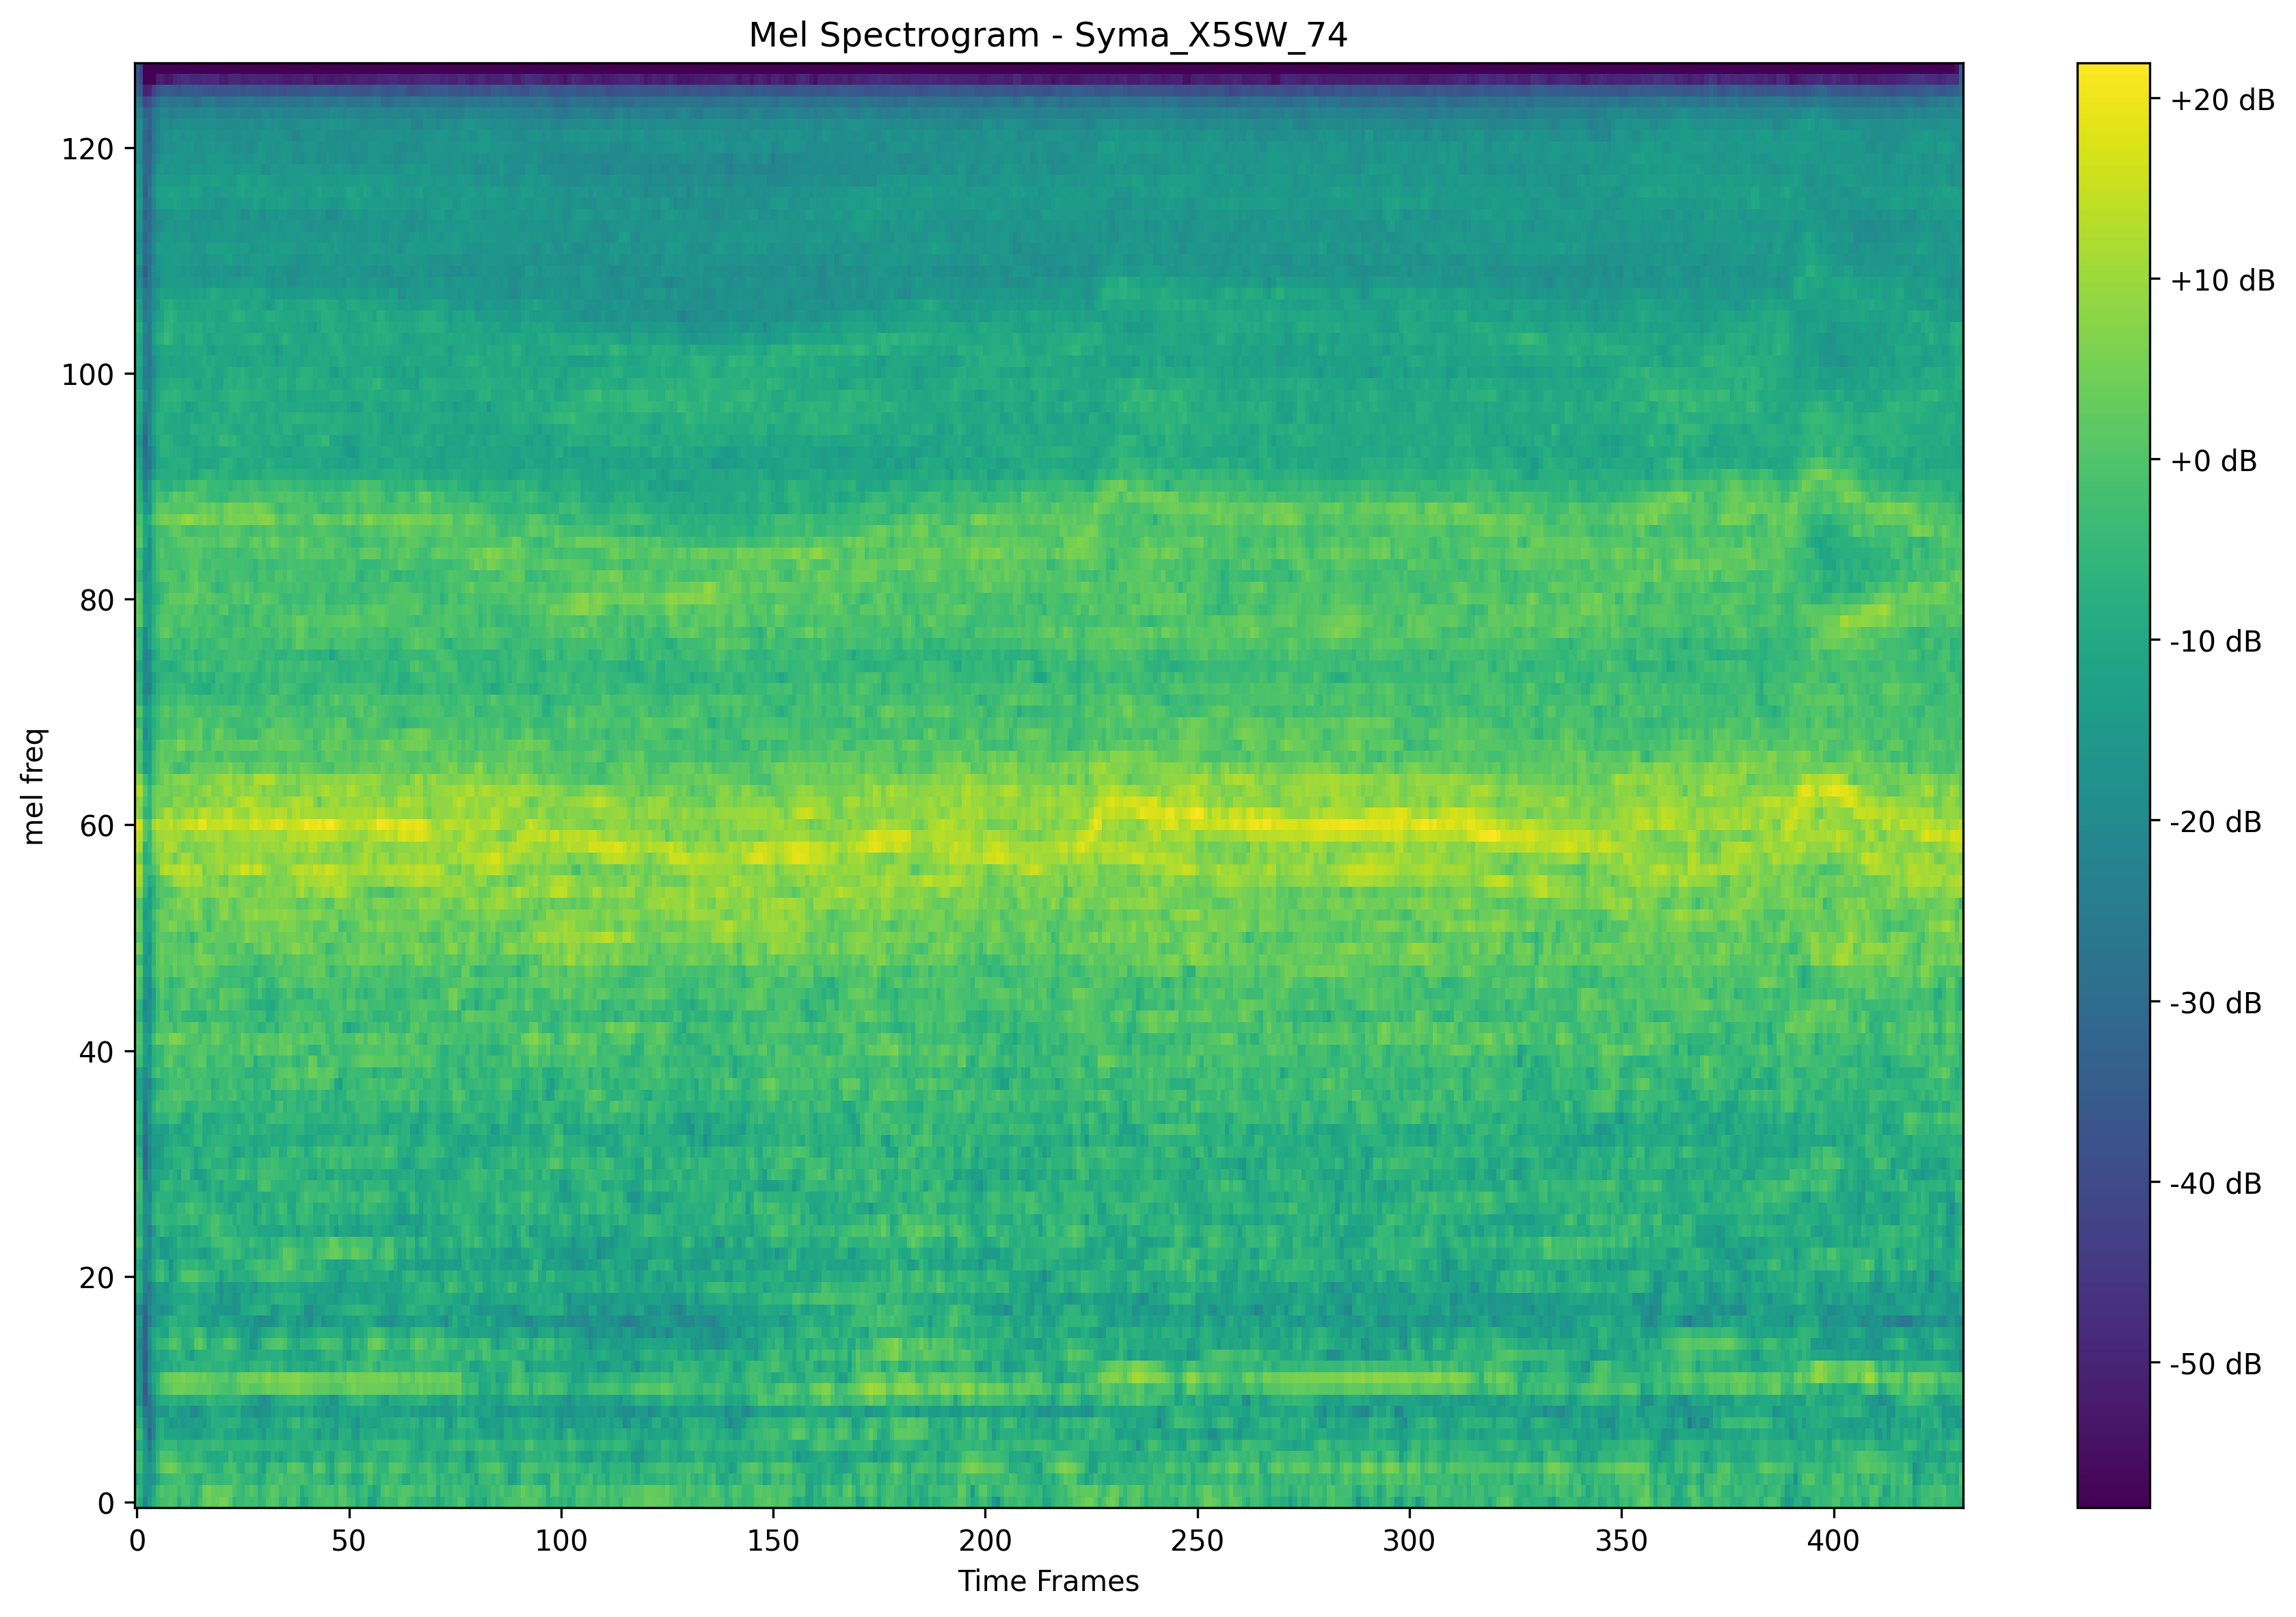 Mel Spectrogram - Syma_X5SW_74
mel freq
120
100
80
60
40
20
0
0 50 100 150 200 250 300 350 400
Time Frames
+20 dB
+10 dB
+0 dB
-10 dB
-20 dB
-30 dB
-40 dB
-50 dB